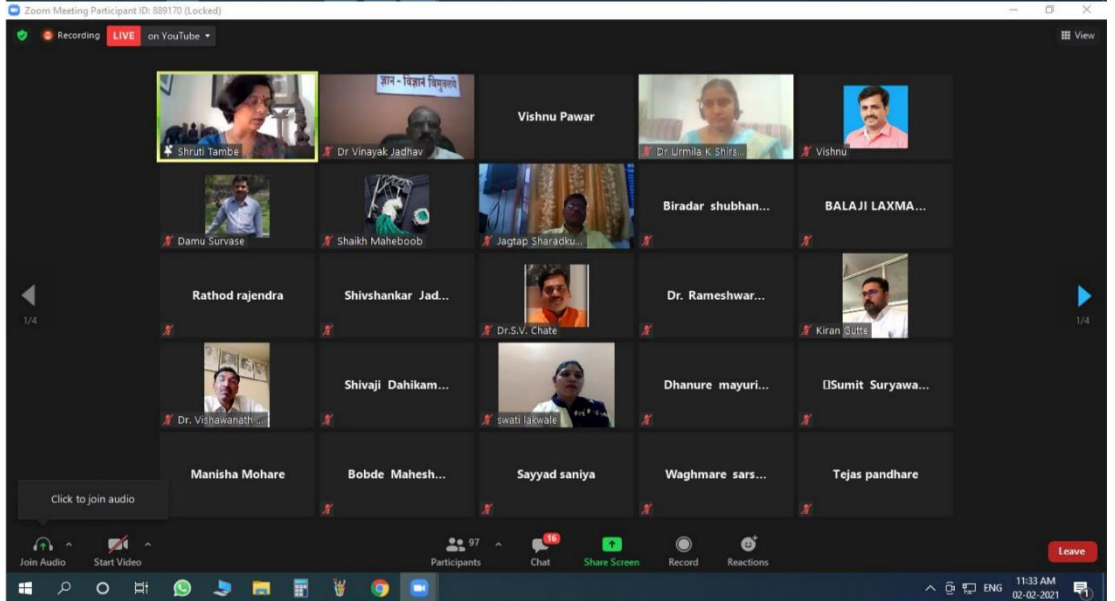 Zoom Meeting Participant ID: 889170 (Locked)
Recording LIVE on YouTube
View
ज्ञान - विज्ञान विमुक्तये
Shruti Tambe
Dr Vinayak Jadhav
Vishnu Pawar
Dr Urmila K Shirs...
Vishnu
Damu Survase
Shaikh Maheboob
Jagtap Sharadku...
Biradar shubhan...
BALAJI LAXMA...
Rathod rajendra
Shivshankar Jad...
Dr.S.V. Chate
Dr. Rameshwar...
Kiran Gutte
1/4
1/4
Dr. Vishawanath ...
Shivaji Dahikam...
swati lakwale
Dhanure mayuri...
Sumit Suryawa...
Manisha Mohare
Bobde Mahesh...
Sayyad saniya
Waghmare sars...
Tejas pandhare
Click to join audio
Join Audio
Start Video
97
Participants
16
Chat
Share Screen
Record
Reactions
Leave
ENG
11:33 AM
02-02-2021
1